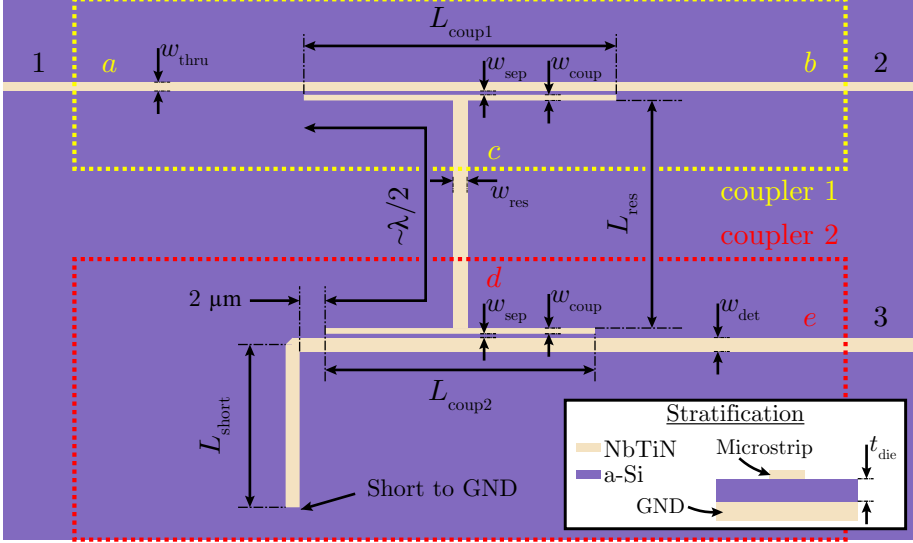 L_coup1
1
a
w_thru
w_sep
w_coup
b
2
c
w_res
coupler 1
~λ/2
L_res
coupler 2
d
2 μm
w_sep
w_coup
w_det
e
3
L_coup2
L_short
Short to GND
Stratification
NbTiN
Microstrip
t_die
a-Si
GND